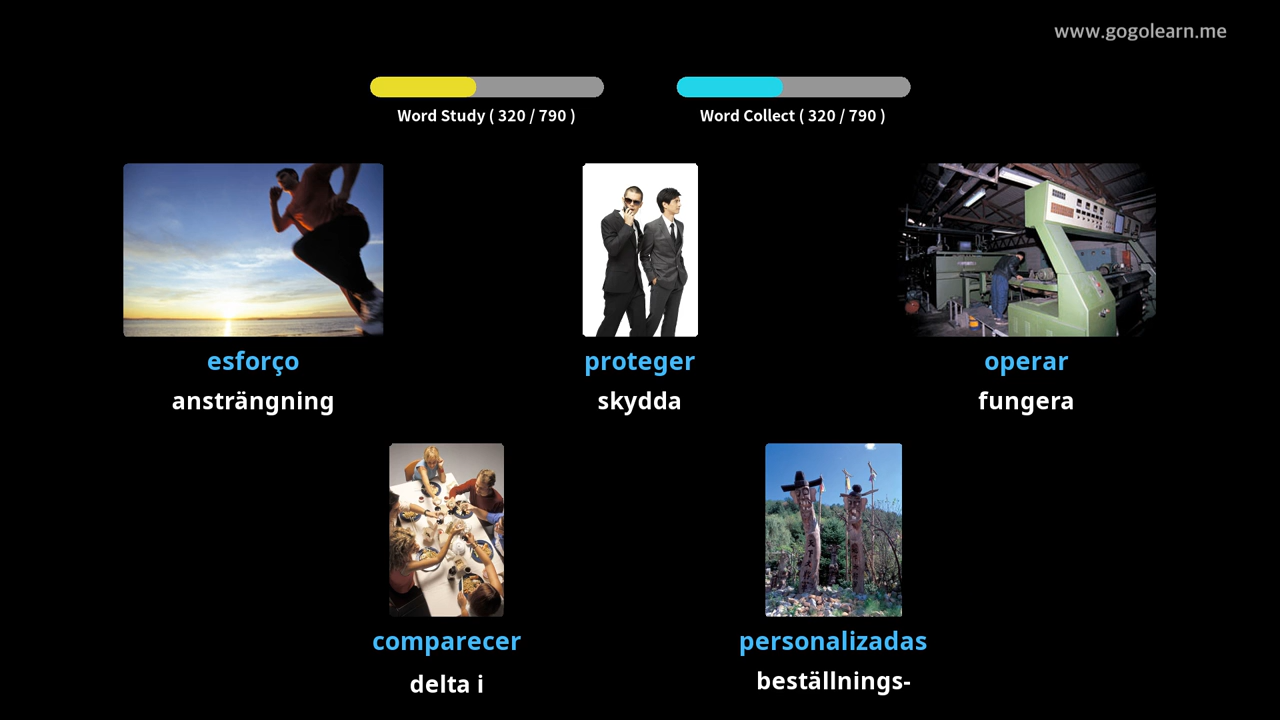 www.gogolearn.me
Word Study ( 320 / 790 )
Word Collect ( 320 / 790 )
esforço
ansträngning
proteger
skydda
operar
fungera
comparecer
delta i
personalizadas
beställnings-